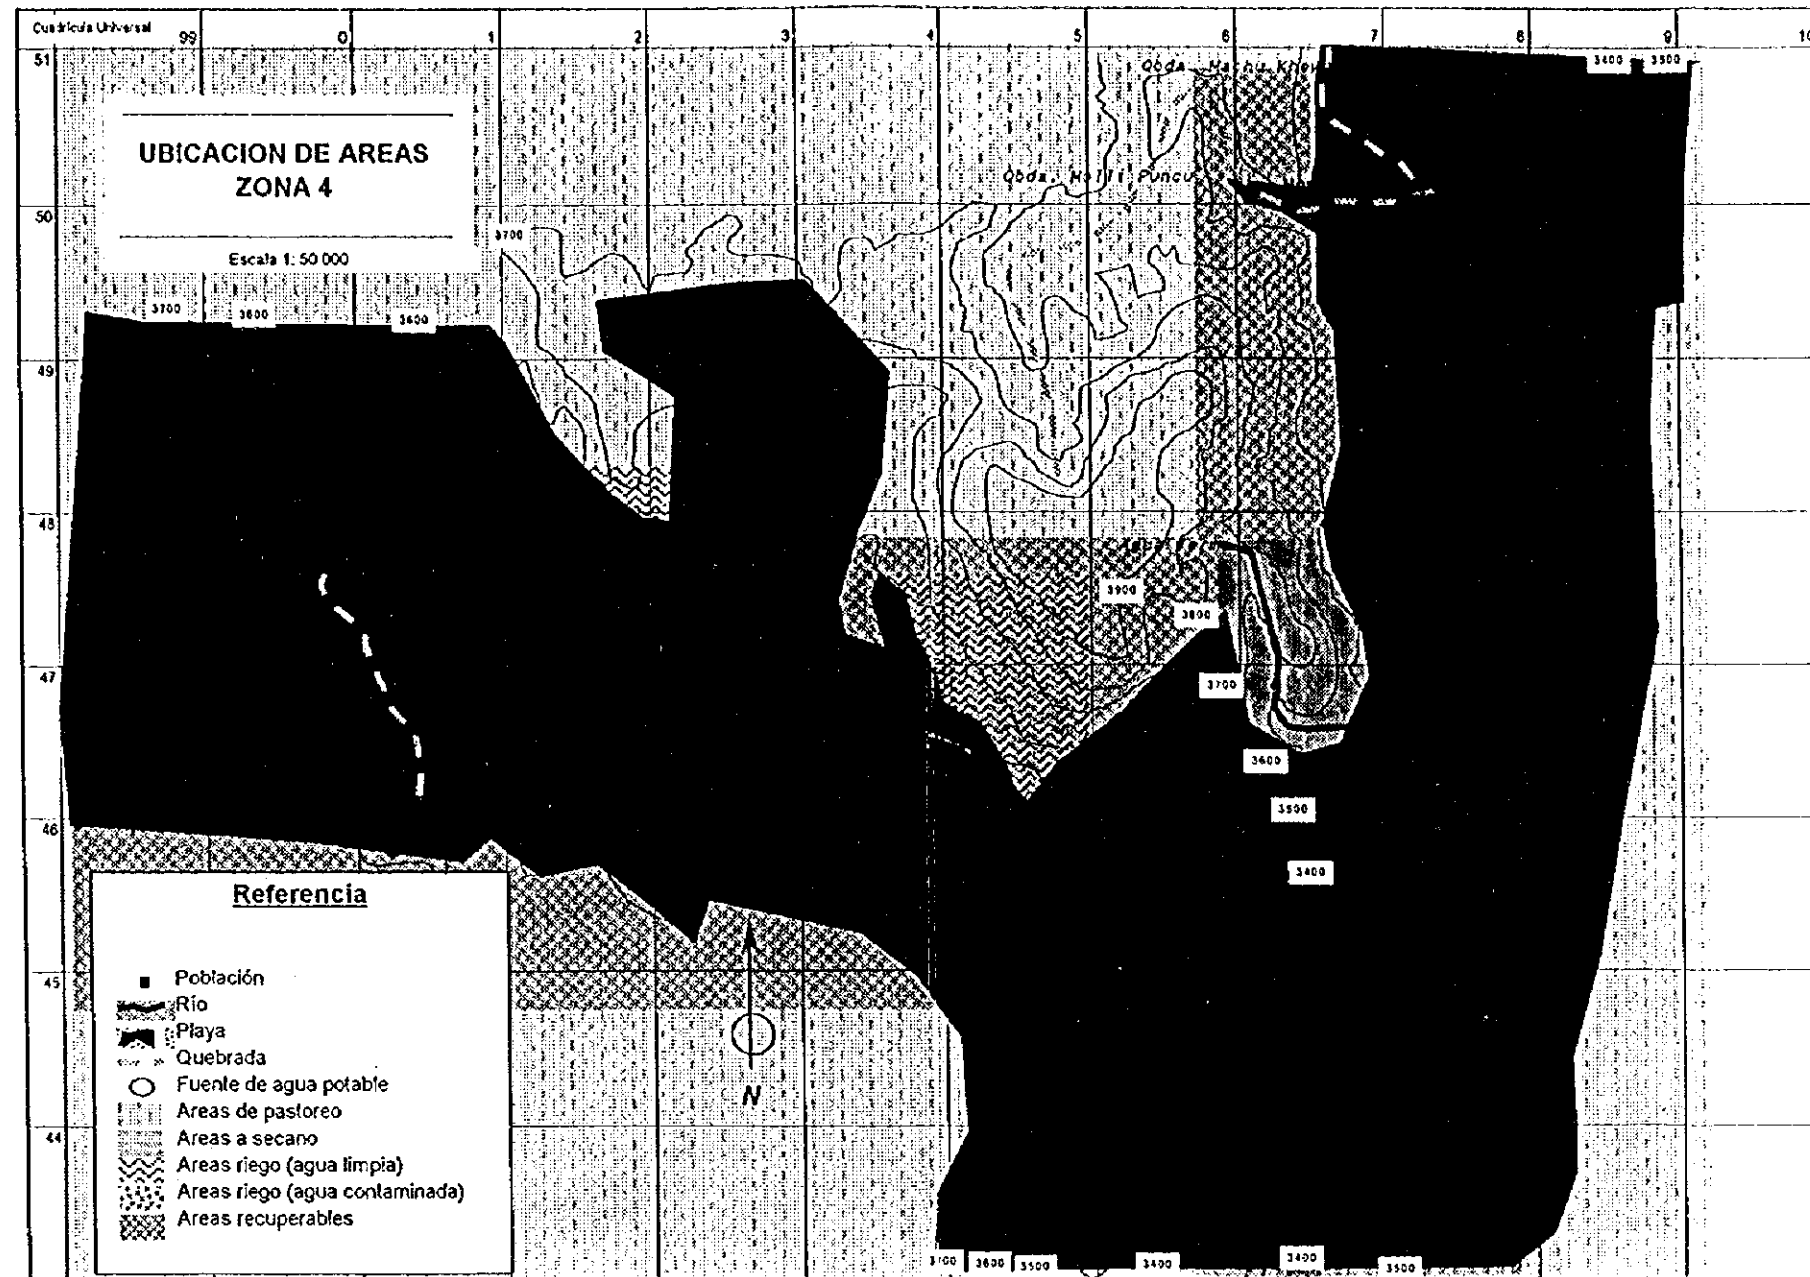 Cuadrícula Universal
99 0 1 2 3 4 5 6 7 8 9 10
51
50
49
48
47
46
45
44
UBICACION DE AREAS
ZONA 4
Escala 1: 50 000
Qbda. Machu
Qbda. Molli Puncu
3400 3500
3700
3700 3600 3600
3900
3800
3700
3600
3500
3400
Referencia
Población
Río
Playa
Quebrada
Fuente de agua potable
Areas de pastoreo
Areas a secano
Areas riego (agua limpia)
Areas riego (agua contaminada)
Areas recuperables
N
3700 3600 3500 3400 3400 3500